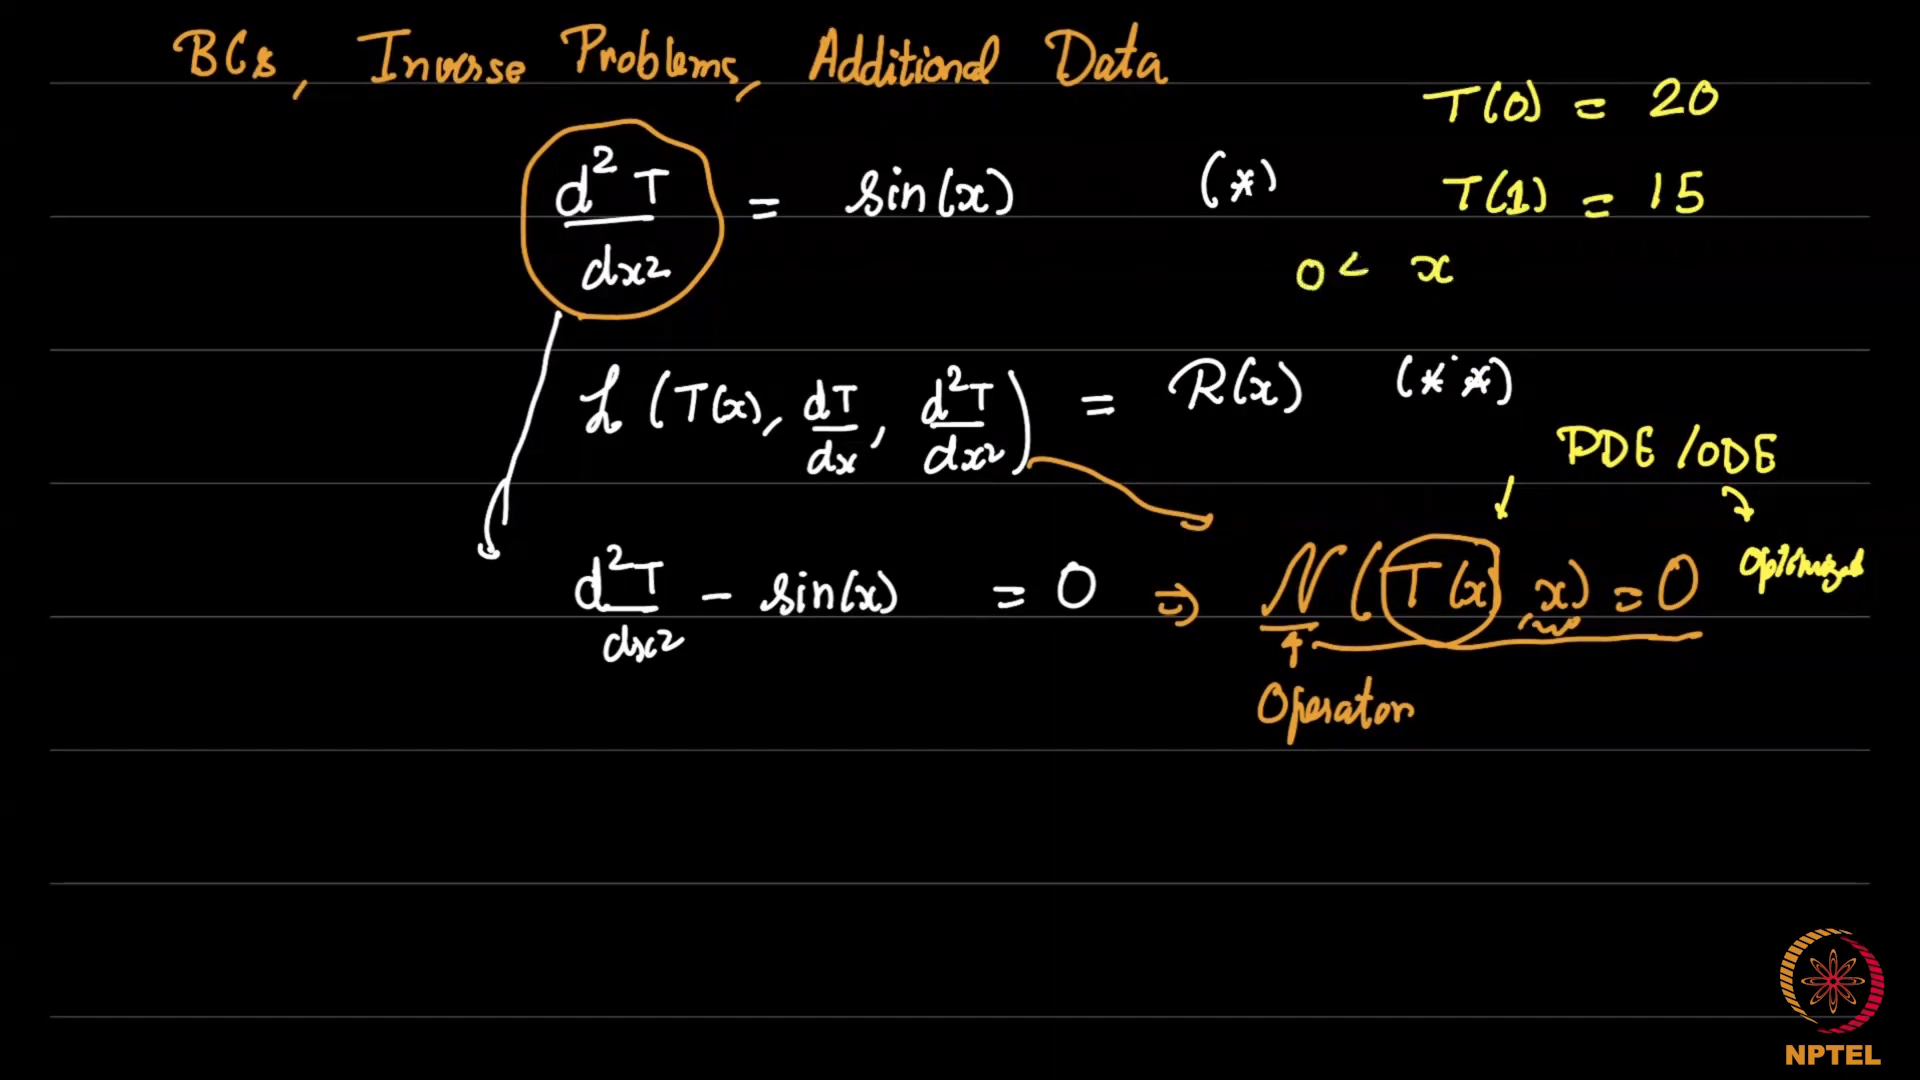 BCs, Inverse Problems, Additional Data
T(0) = 20
d²T/dx² = sin(x) (*)
T(1) = 15
0 < x
L (T(x), dT/dx, d²T/dx²) = R(x) (**)
PDE / ODE
Optimized
d²T/dx² - sin(x) = 0 ⇒ N (T(x), x) = 0
Operator
NPTEL